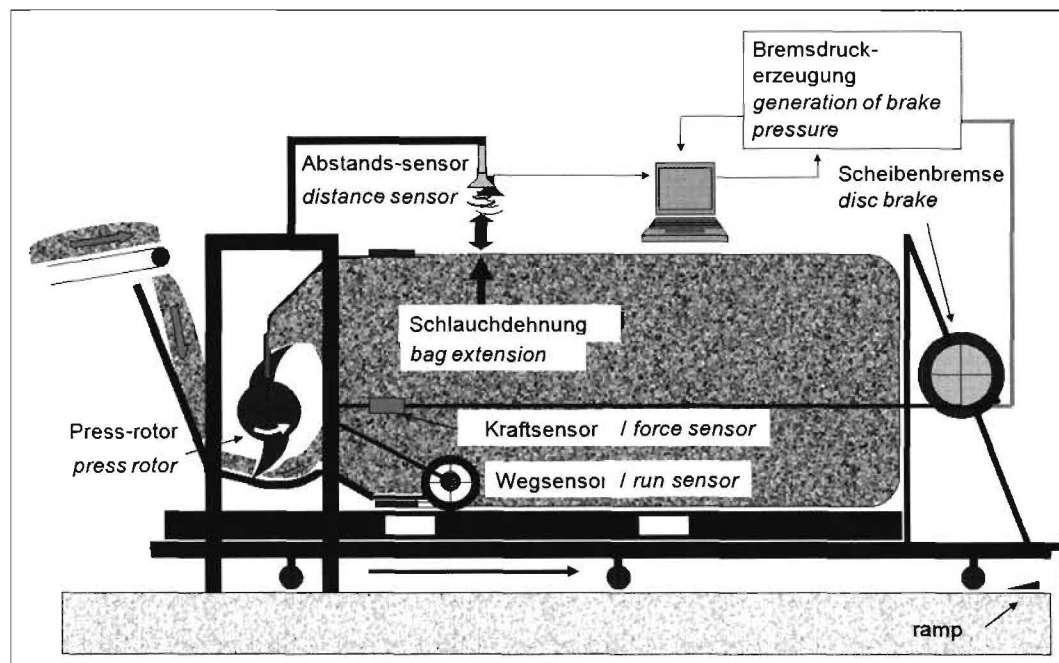 Bremsdruck-
erzeugung
generation of brake
pressure
Abstands-sensor
distance sensor
Scheibenbremse
disc brake
Schlauchdehnung
bag extension
Press-rotor
press rotor
Kraftsensor / force sensor
Wegsensor / run sensor
ramp